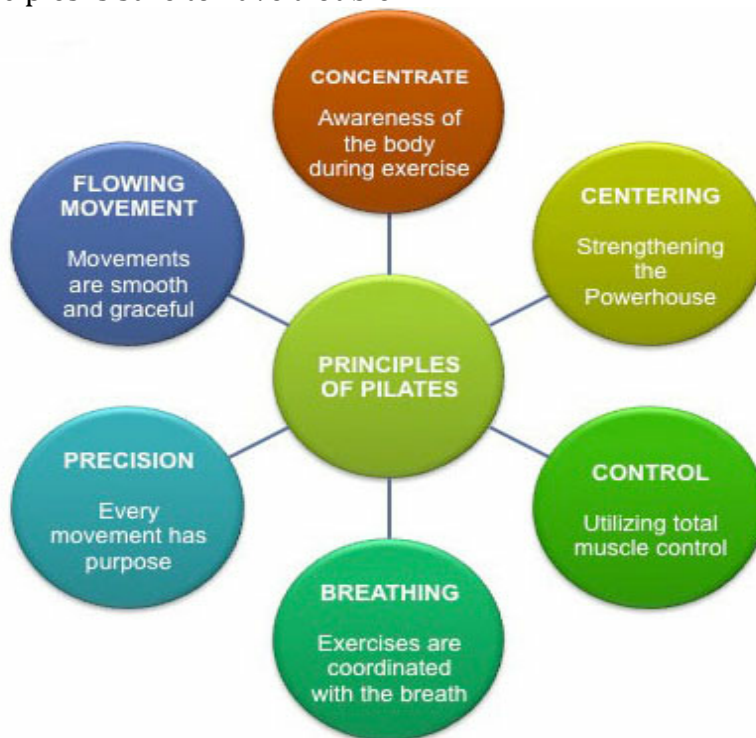 CONCENTRATE
Awareness of
the body
during exercise
FLOWING
MOVEMENT
Movements
are smooth
and graceful
CENTERING
Strengthening
the
Powerhouse
PRINCIPLES
OF PILATES
PRECISION
Every
movement has
purpose
CONTROL
Utilizing total
muscle control
BREATHING
Exercises are
coordinated
with the breath